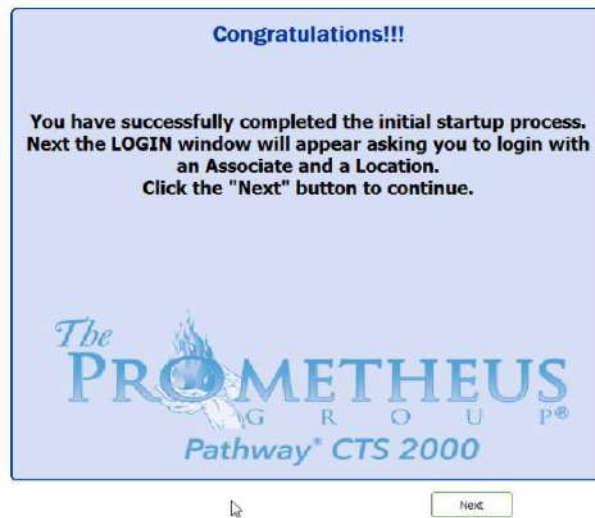 Congratulations!!!
You have successfully completed the initial startup process.
Next the LOGIN window will appear asking you to login with
an Associate and a Location.
Click the "Next" button to continue.
The
PROMETHEUS
GROUP®
Pathway® CTS 2000
Next